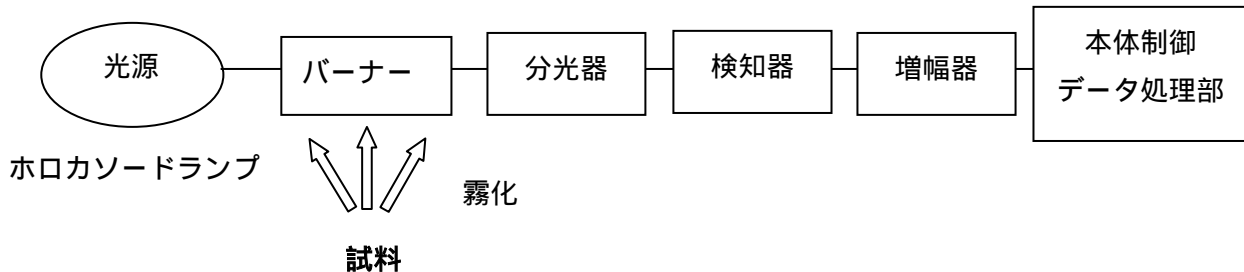 光源
バーナー
分光器
検知器
増幅器
本体制御
データ処理部
ホロカソードランプ
霧化
試料